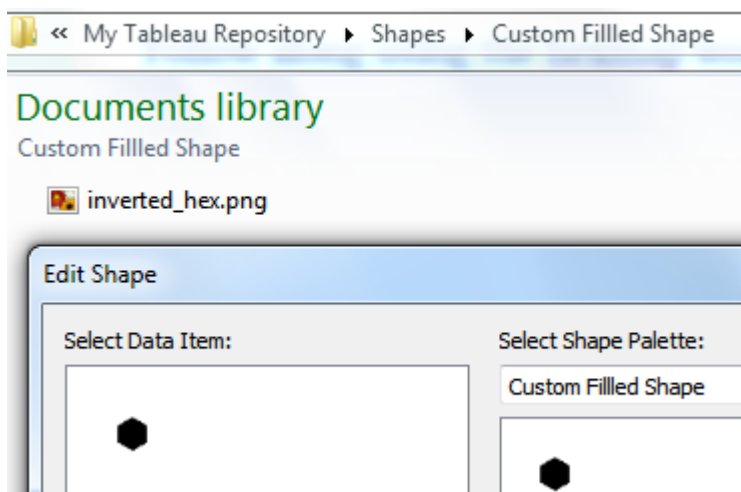 « My Tableau Repository ▸ Shapes ▸ Custom Fillled Shape
Documents library
Custom Fillled Shape
inverted_hex.png
Edit Shape
Select Data Item:
Select Shape Palette:
Custom Fillled Shape